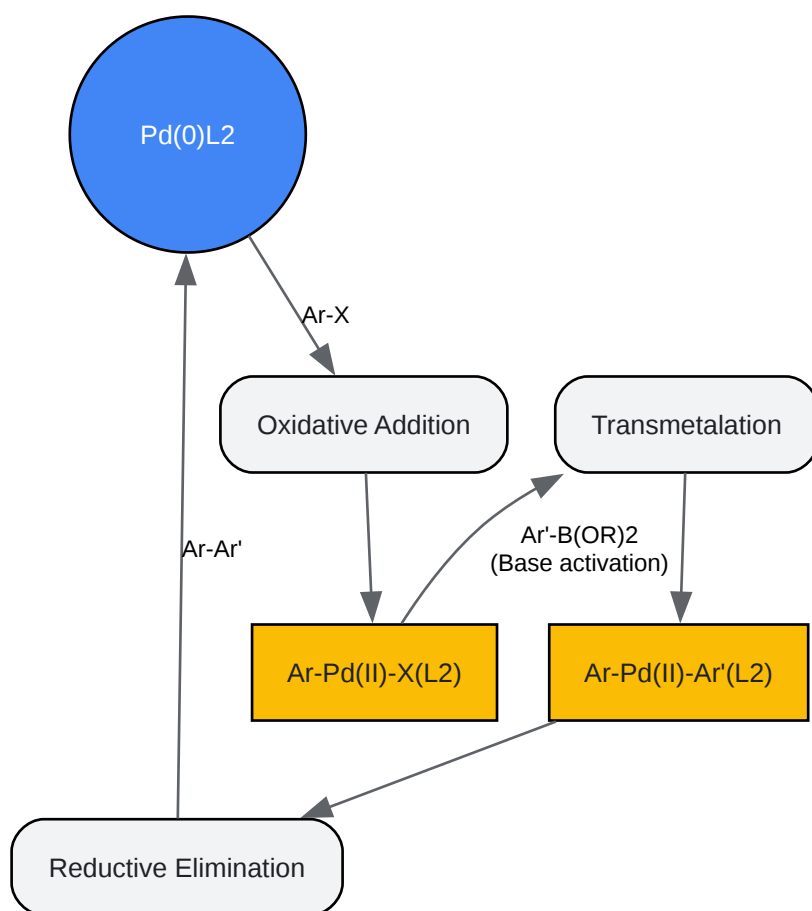 Pd(0)L2
Ar-X
Oxidative Addition
Transmetalation
Ar-Ar'
Ar'-B(OR)2
(Base activation)
Ar-Pd(II)-X(L2)
Ar-Pd(II)-Ar'(L2)
Reductive Elimination